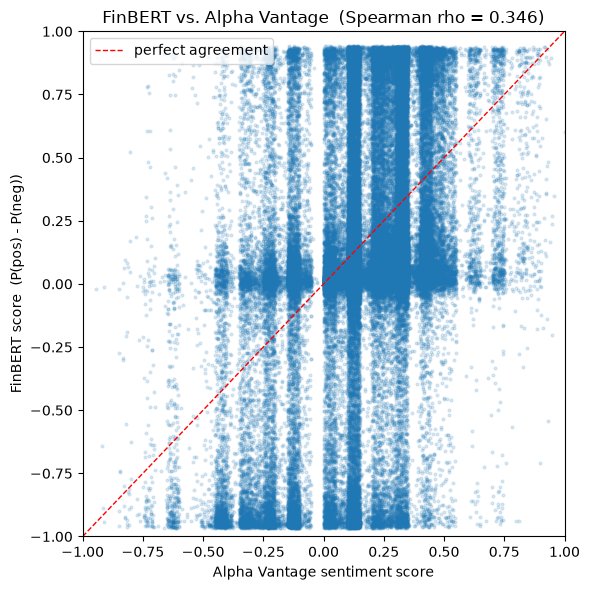 FinBERT vs. Alpha Vantage (Spearman rho = 0.346)
perfect agreement
FinBERT score (P(pos) - P(neg))
1.00
0.75
0.50
0.25
0.00
−0.25
−0.50
−0.75
−1.00
−1.00 −0.75 −0.50 −0.25 0.00 0.25 0.50 0.75 1.00
Alpha Vantage sentiment score